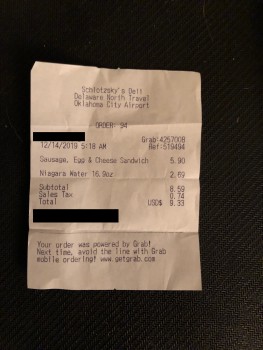 Schlotzsky's Deli
Delaware North Travel
Oklahoma City Airport
ORDER: 94
Grab:4257008
12/14/2019 5:18 AM Ref:519494
Sausage, Egg & Cheese Sandwich 5.90
Niagara Water 16.9oz 2.69
Subtotal 8.59
Sales Tax 0.74
Total USD$ 9.33
Your order was powered by Grab!
Next time, avoid the line with Grab
mobile ordering! www.getgrab.com